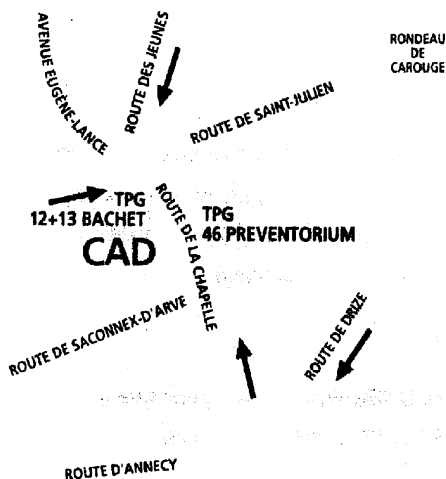 AVENUE EUGÈNE-LANCE
ROUTE DES JEUNES
RONDEAU
DE
CAROUGE
ROUTE DE SAINT-JULIEN
TPG
12+13 BACHET
CAD
ROUTE DE LA CHAPELLE
TPG
46 PREVENTORIUM
ROUTE DE SACONNEX-D'ARVE
ROUTE DE DRIZE
ROUTE D'ANNECY